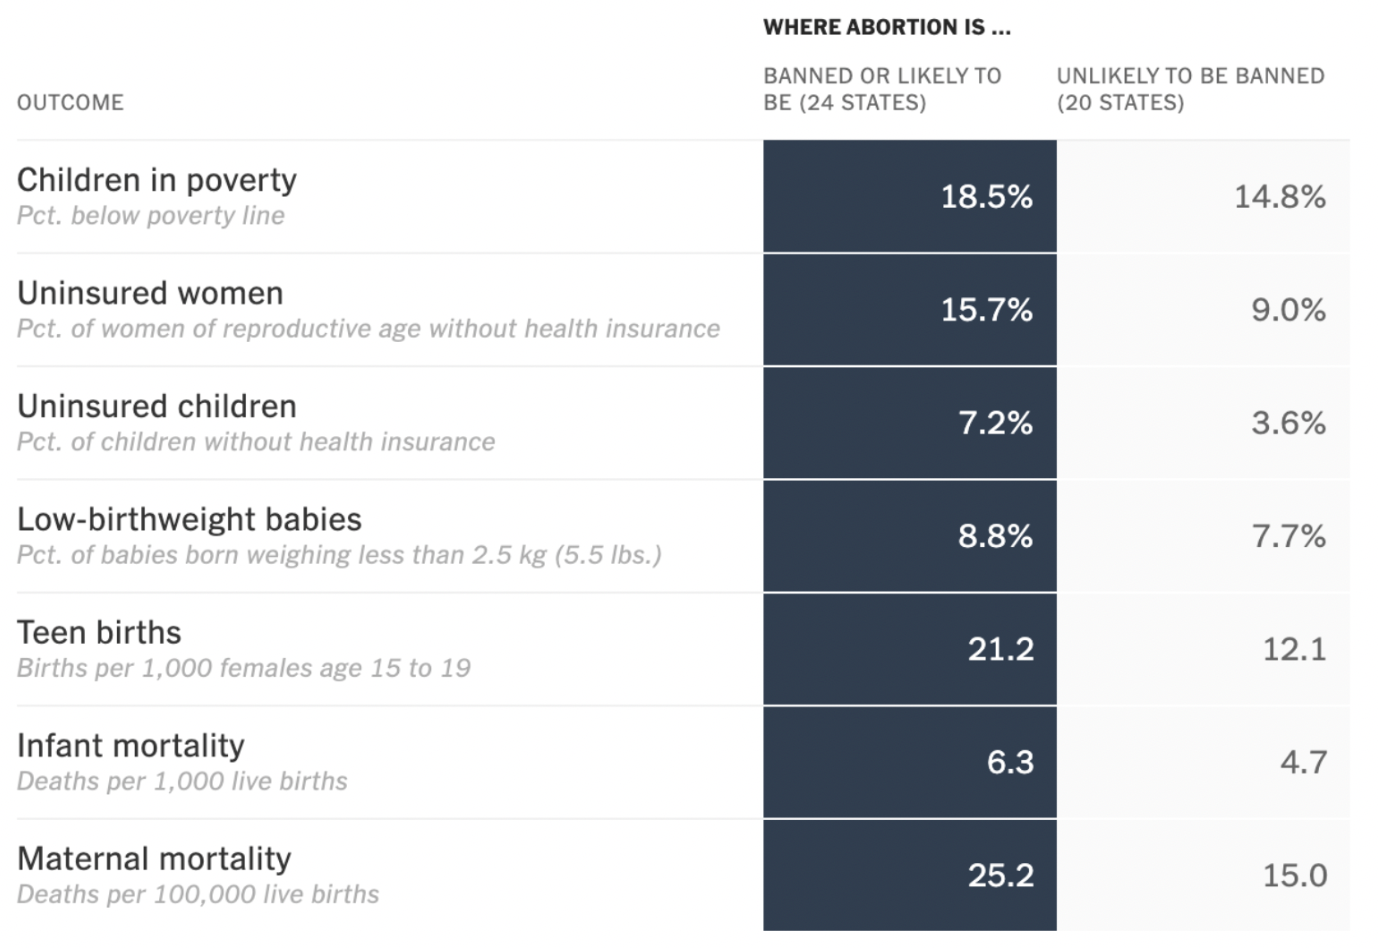 WHERE ABORTION IS ...
OUTCOME
BANNED OR LIKELY TO
BE (24 STATES)
UNLIKELY TO BE BANNED
(20 STATES)
Children in poverty
Pct. below poverty line
18.5%
14.8%
Uninsured women
Pct. of women of reproductive age without health insurance
15.7%
9.0%
Uninsured children
Pct. of children without health insurance
7.2%
3.6%
Low-birthweight babies
Pct. of babies born weighing less than 2.5 kg (5.5 lbs.)
8.8%
7.7%
Teen births
Births per 1,000 females age 15 to 19
21.2
12.1
Infant mortality
Deaths per 1,000 live births
6.3
4.7
Maternal mortality
Deaths per 100,000 live births
25.2
15.0